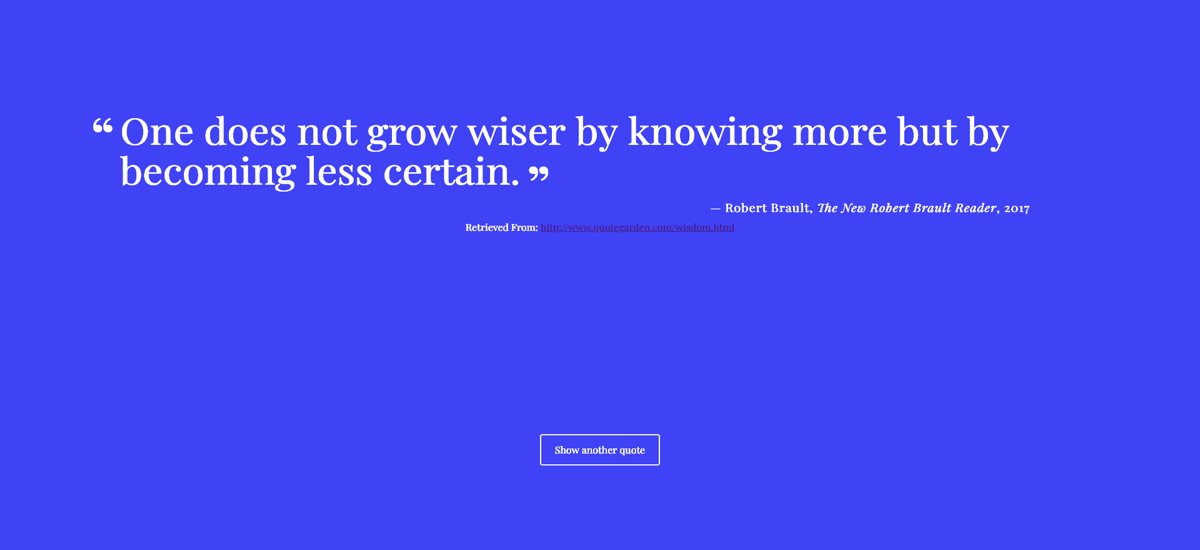 “ One does not grow wiser by knowing more but by
becoming less certain. ”
— Robert Brault, The New Robert Brault Reader, 2017
Retrieved From: http://www.quotegarden.com/wisdom.html
Show another quote